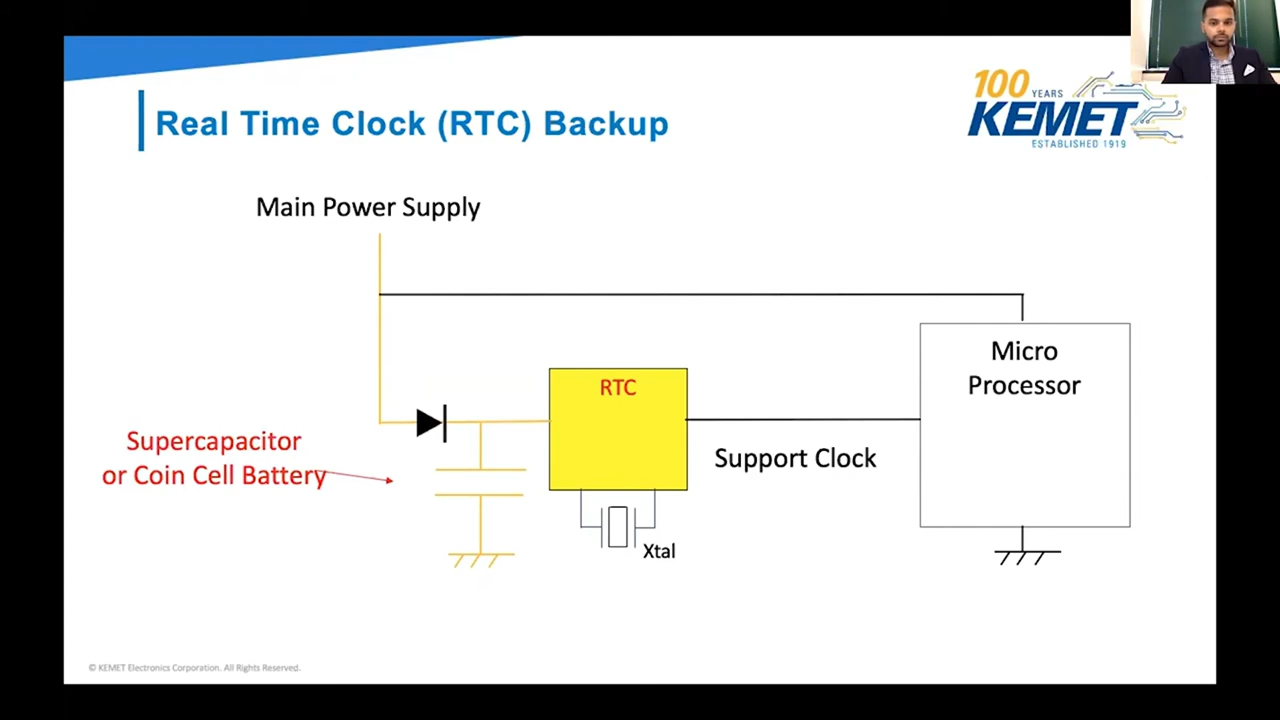 Real Time Clock (RTC) Backup
100 YEARS
KEMET
ESTABLISHED 1919
Main Power Supply
Micro
Processor
RTC
Supercapacitor
or Coin Cell Battery
Support Clock
Xtal
© KEMET Electronics Corporation. All Rights Reserved.